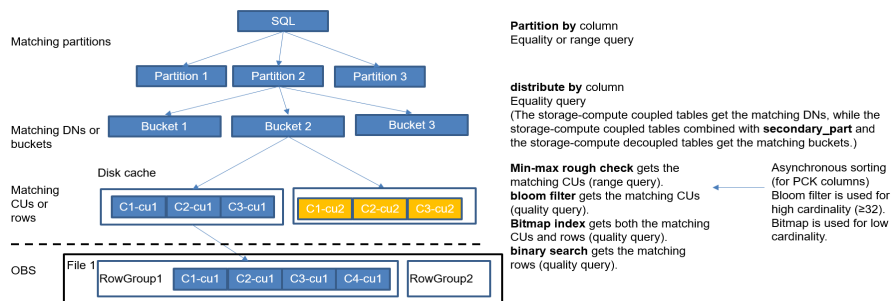 SQL
Matching partitions
Partition 1
Partition 2
Partition 3
Matching DNs or
buckets
Bucket 1
Bucket 2
Bucket 3
Disk cache
Matching
CUs or
rows
C1-cu1
C2-cu1
C3-cu1
C1-cu2
C2-cu2
C3-cu2
OBS
File 1
RowGroup1
C1-cu1
C2-cu1
C3-cu1
C4-cu1
RowGroup2
Partition by column
Equality or range query
distribute by column
Equality query
(The storage-compute coupled tables get the matching DNs, while the
storage-compute coupled tables combined with secondary_part and
the storage-compute decoupled tables get the matching buckets.)
Min-max rough check gets the
matching CUs (range query).
bloom filter gets the matching CUs
(quality query).
Bitmap index gets both the matching
CUs and rows (quality query).
binary search gets the matching
rows (quality query).
Asynchronous sorting
(for PCK columns)
Bloom filter is used for
high cardinality (≥32).
Bitmap is used for low
cardinality.